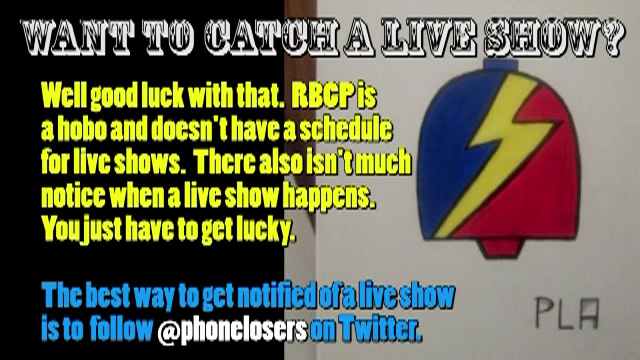 WANT TO CATCH A LIVE SHOW?
Well good luck with that. RBCP is
a hobo and doesn't have a schedule
for live shows. There also isn't much
notice when a live show happens.
You just have to get lucky.
The best way to get notified of a live show
is to follow @phonelosers on Twitter.
PLA